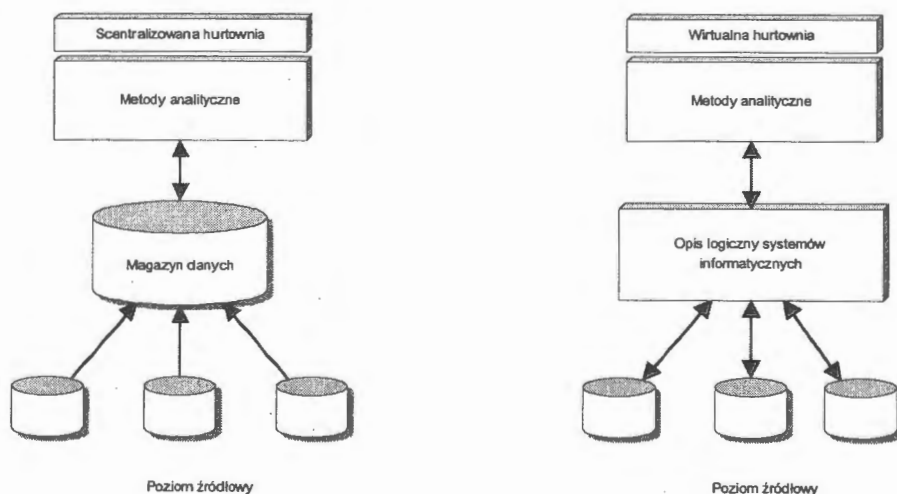 Scentralizowana hurtownia
Metody analityczne
Magazyn danych
Poziom źródłowy
Wirtualna hurtownia
Metody analityczne
Opis logiczny systemów
informatycznych
Poziom źródłowy